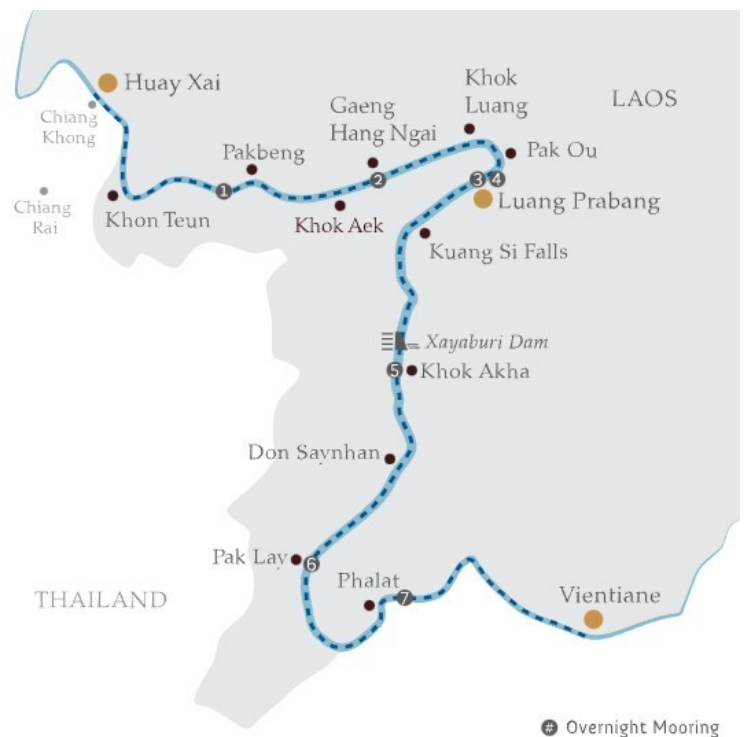 Huay Xai
Chiang
Khong
Chiang
Rai
Khon Teun
Pakbeng
1
Gaeng
Hang Ngai
2
Khok Aek
Khok
Luang
LAOS
Pak Ou
3
4
Luang Prabang
Kuang Si Falls
Xayaburi Dam
5
Khok Akha
Don Saynhan
Pak Lay
6
Phalat
7
Vientiane
THAILAND
# Overnight Mooring